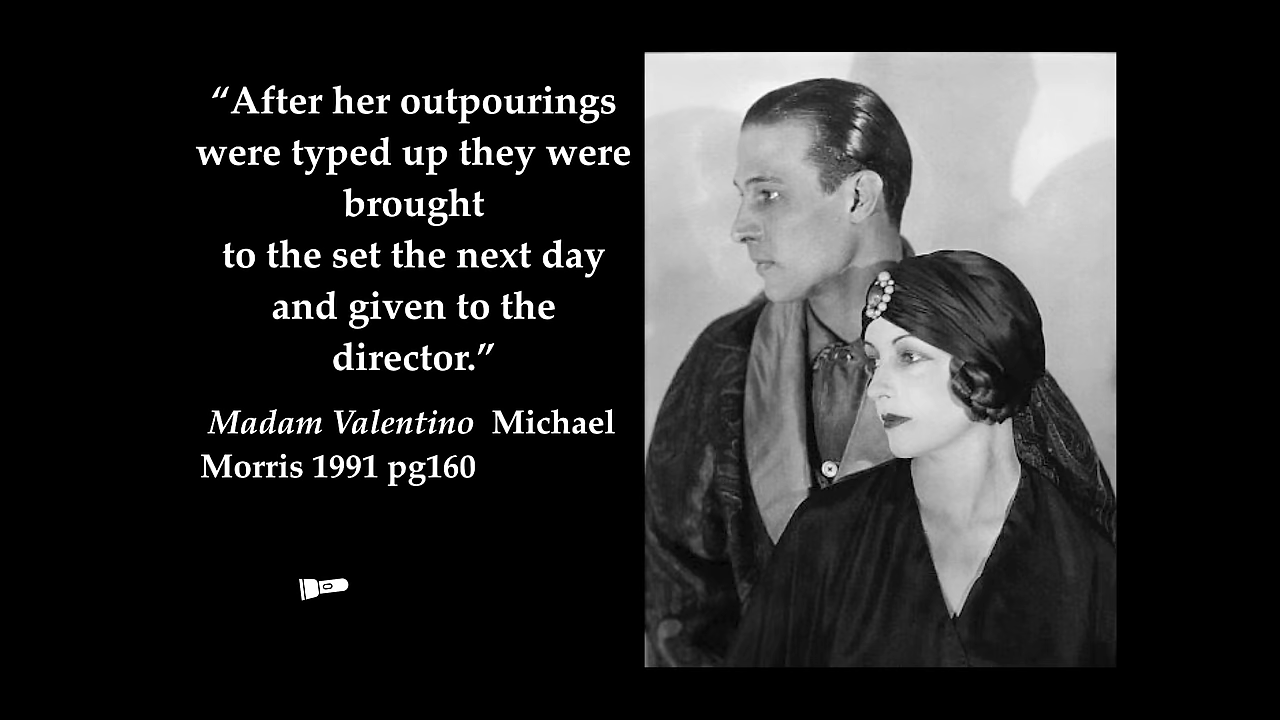 “After her outpourings
were typed up they were
brought
to the set the next day
and given to the
director.”
Madam Valentino Michael
Morris 1991 pg160